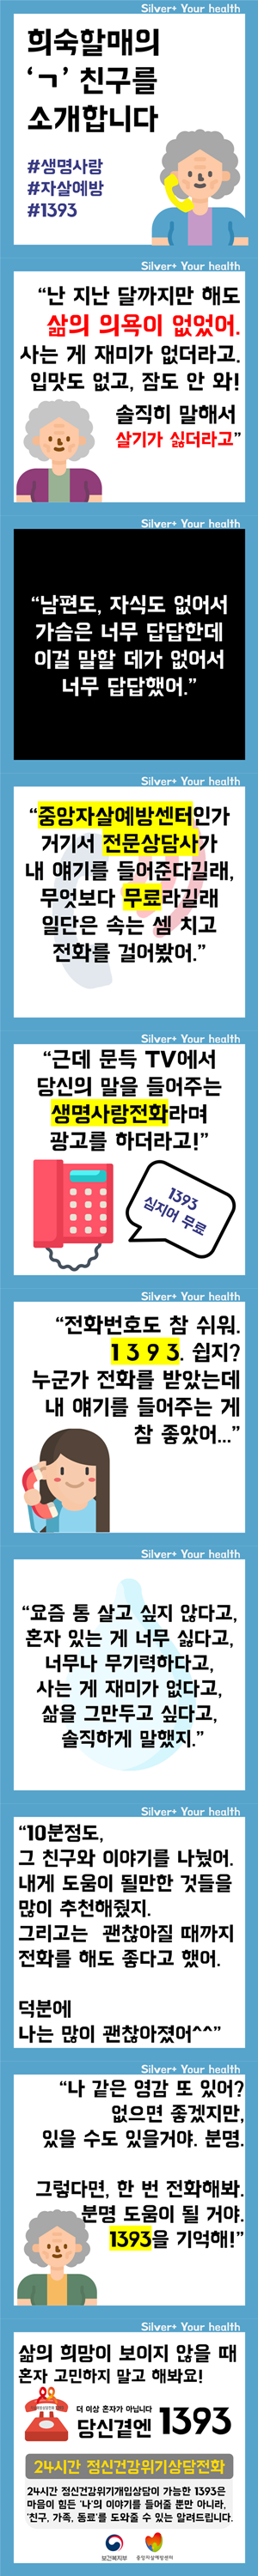 Silver+ Your health
희숙할매의
‘ㄱ’ 친구를
소개합니다
#생명사랑
#자살예방
#1393
Silver+ Your health
“난 지난 달까지만 해도
삶의 의욕이 없었어.
사는 게 재미가 없더라고.
입맛도 없고, 잠도 안 와!
솔직히 말해서
살기가 싫더라고”
Silver+ Your health
“남편도, 자식도 없어서
가슴은 너무 답답한데
이걸 말할 데가 없어서
너무 답답했어.”
Silver+ Your health
“중앙자살예방센터인가
거기서 전문상담사가
내 얘기를 들어준다길래,
무엇보다 무료라길래
일단은 속는 셈 치고
전화를 걸어봤어.”
Silver+ Your health
“근데 문득 TV에서
당신의 말을 들어주는
생명사랑전화라며
광고를 하더라고!”
1393
심지어 무료
Silver+ Your health
“전화번호도 참 쉬워.
1 3 9 3. 쉽지?
누군가 전화를 받았는데
내 얘기를 들어주는 게
참 좋았어...”
Silver+ Your health
“요즘 통 살고 싶지 않다고,
혼자 있는 게 너무 싫다고,
너무나 무기력하다고,
사는 게 재미가 없다고,
삶을 그만두고 싶다고,
솔직하게 말했지.”
Silver+ Your health
“10분정도,
그 친구와 이야기를 나눴어.
내게 도움이 될만한 것들을
많이 추천해줬지.
그리고는 괜찮아질 때까지
전화를 해도 좋다고 했어.
덕분에
나는 많이 괜찮아졌어^^”
Silver+ Your health
“나 같은 영감 또 있어?
없으면 좋겠지만,
있을 수도 있을거야. 분명.
그렇다면, 한 번 전화해봐.
분명 도움이 될 거야.
1393을 기억해!”
Silver+ Your health
삶의 희망이 보이지 않을 때
혼자 고민하지 말고 해봐요!
더 이상 혼자가 아닙니다
당신곁엔 1393
24시간 정신건강위기상담전화
24시간 정신건강위기개입상담이 가능한 1393은
마음이 힘든 ‘나’의 이야기를 들어줄 뿐만 아니라,
‘친구, 가족, 동료’를 도와줄 수 있는 알려드립니다.
보건복지부 중앙자살예방센터